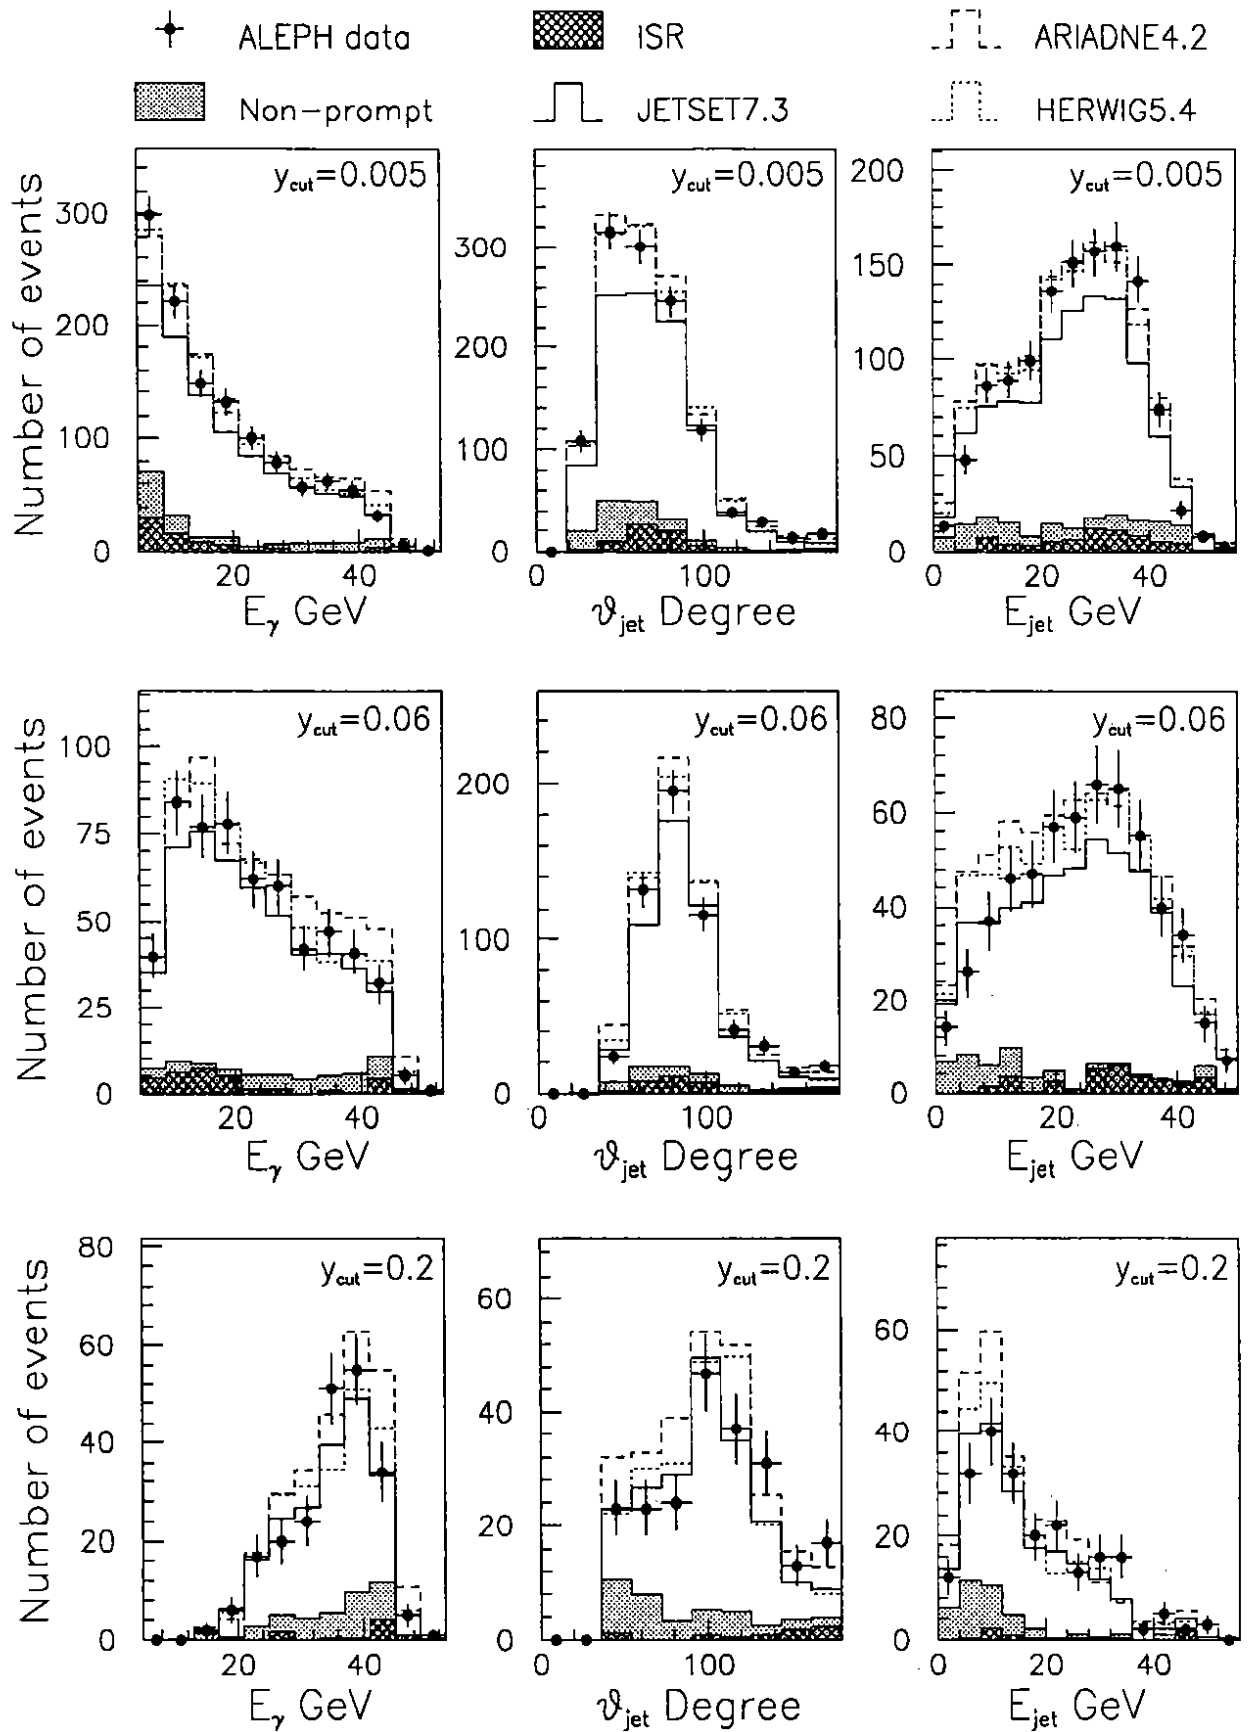 ALEPH data ISR ARIADNE4.2
Non-prompt JETSET7.3 HERWIG5.4
Number of events
y_cut=0.005
300
200
100
0
20 40
E_γ GeV
y_cut=0.005
300
200
100
0
0 100
ϑ_jet Degree
y_cut=0.005
200
150
100
50
0
0 20 40
E_jet GeV
Number of events
y_cut=0.06
100
75
50
25
0
20 40
E_γ GeV
y_cut=0.06
200
100
0
0 100
ϑ_jet Degree
y_cut=0.06
80
60
40
20
0
0 20 40
E_jet GeV
Number of events
y_cut=0.2
80
60
40
20
0
20 40
E_γ GeV
y_cut=0.2
60
40
20
0
0 100
ϑ_jet Degree
y_cut=0.2
60
40
20
0
0 20 40
E_jet GeV